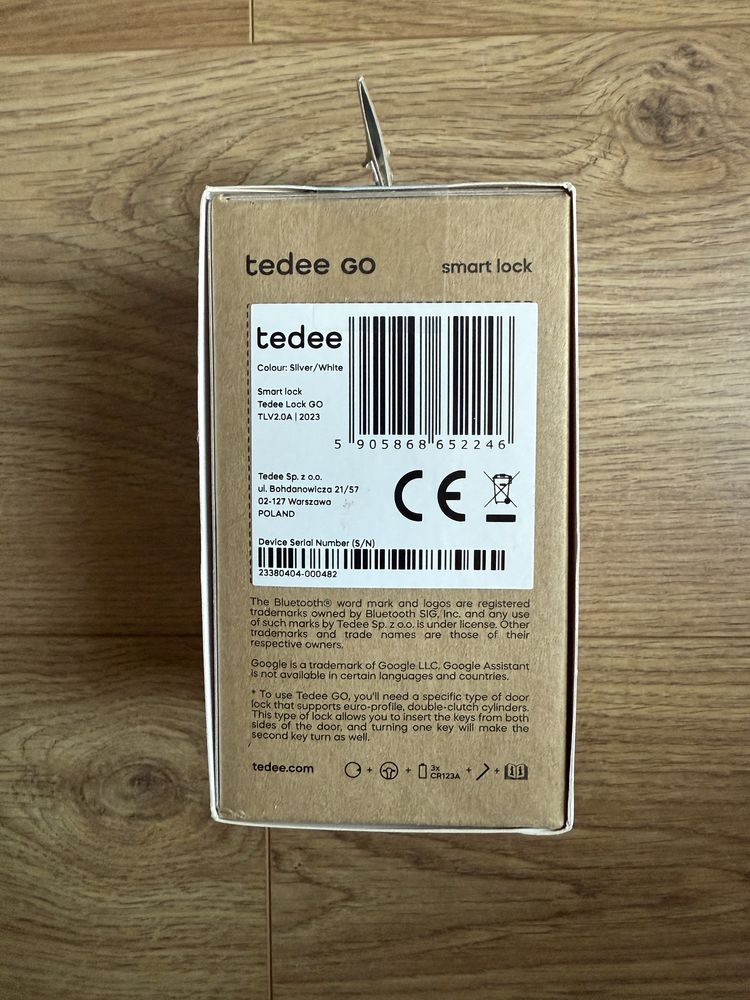 tedee GO smart lock
tedee
Colour: Silver/White
Smart lock
Tedee Lock GO
TLV2.0A | 2023
5 905868 652246
Tedee Sp. z o.o.
ul. Bohdanowicza 21/57
02-127 Warszawa
POLAND
CE
Device Serial Number (S/N)
23380404-000482
The Bluetooth® word mark and logos are registered
trademarks owned by Bluetooth SIG, Inc. and any use
of such marks by Tedee Sp. z o.o. is under license. Other
trademarks and trade names are those of their
respective owners.
Google is a trademark of Google LLC. Google Assistant
is not available in certain languages and countries.
* To use Tedee GO, you'll need a specific type of door
lock that supports euro-profile, double-clutch cylinders.
This type of lock allows you to insert the keys from both
sides of the door, and turning one key will make the
second key turn as well.
tedee.com + + 3x CR123A + +